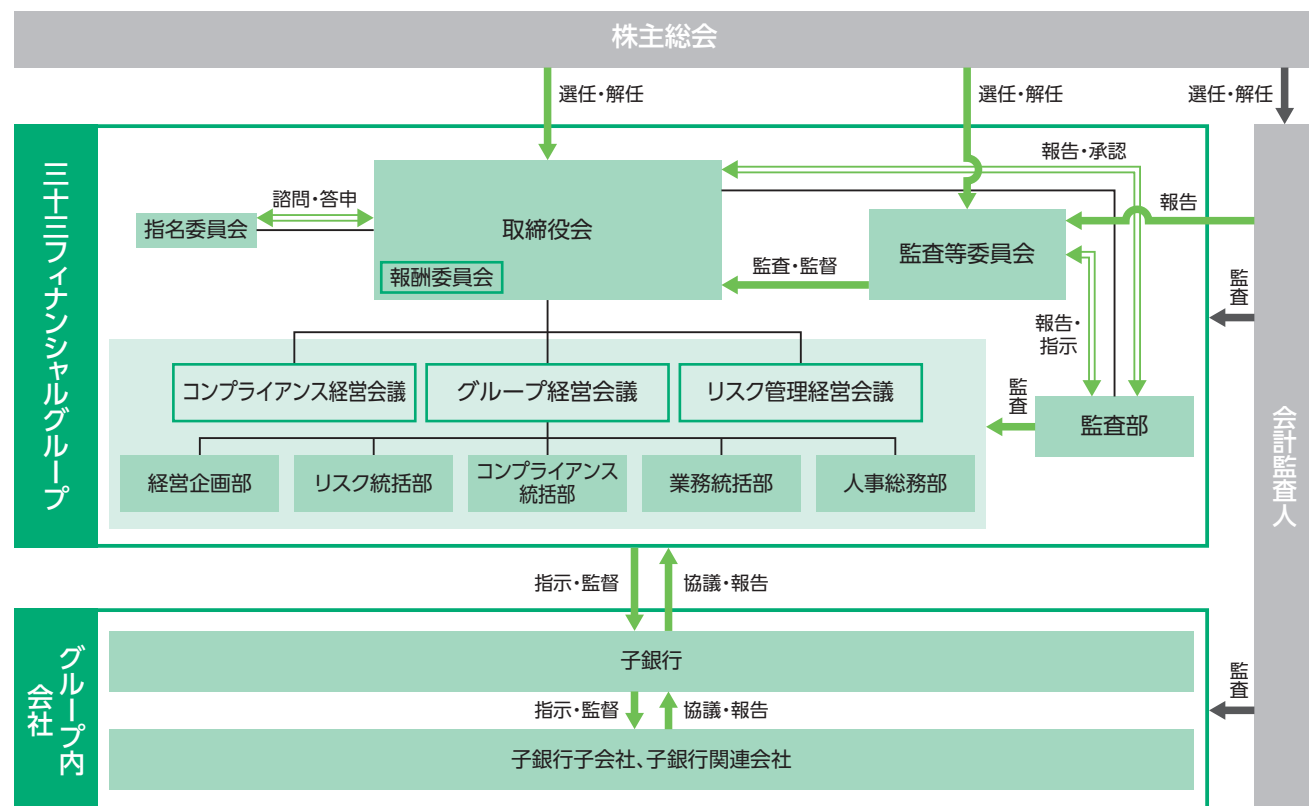 株主総会
選任・解任
選任・解任
選任・解任
三十三フィナンシャルグループ
報告・承認
諮問・答申
指名委員会
取締役会
報酬委員会
監査・監督
監査等委員会
報告
監査
報告・
指示
コンプライアンス経営会議
グループ経営会議
リスク管理経営会議
監査
監査部
会計監査人
経営企画部
リスク統括部
コンプライアンス
統括部
業務統括部
人事総務部
指示・監督
協議・報告
グループ内
会社
子銀行
監査
指示・監督
協議・報告
子銀行子会社、子銀行関連会社